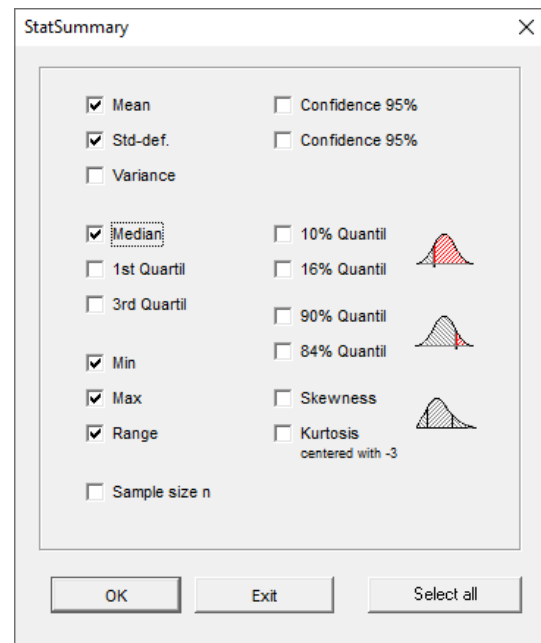 StatSummary
Mean
Confidence 95%
Std-def.
Confidence 95%
Variance
Median
10% Quantil
1st Quartil
16% Quantil
3rd Quartil
90% Quantil
84% Quantil
Min
Max
Skewness
Range
Kurtosis
centered with -3
Sample size n
OK
Exit
Select all